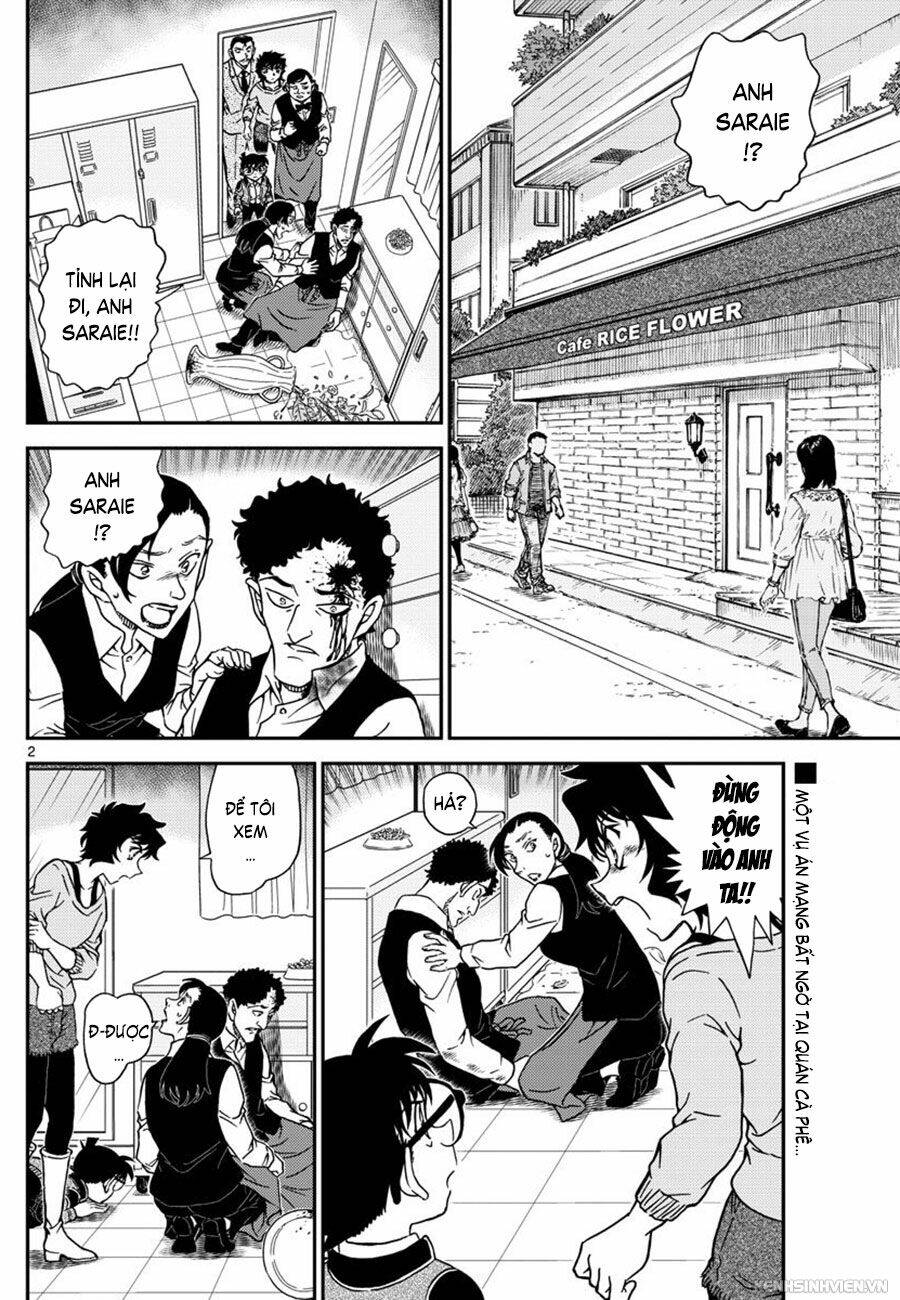 ANH
SARAIE
!?
Cafe RICE FLOWER
TỈNH LẠI
ĐI, ANH
SARAIE!!
ANH
SARAIE
!?
2
MỘT VỤ ÁN MẠNG BẤT NGỜ TẠI QUÁN CÀ PHÊ...
ĐỪNG
ĐỘNG
VÀO ANH
TA!!
HẢ?
ĐỂ TÔI
XEM
...
Đ-ĐƯỢC
...
KENHSINHVIEN.VN